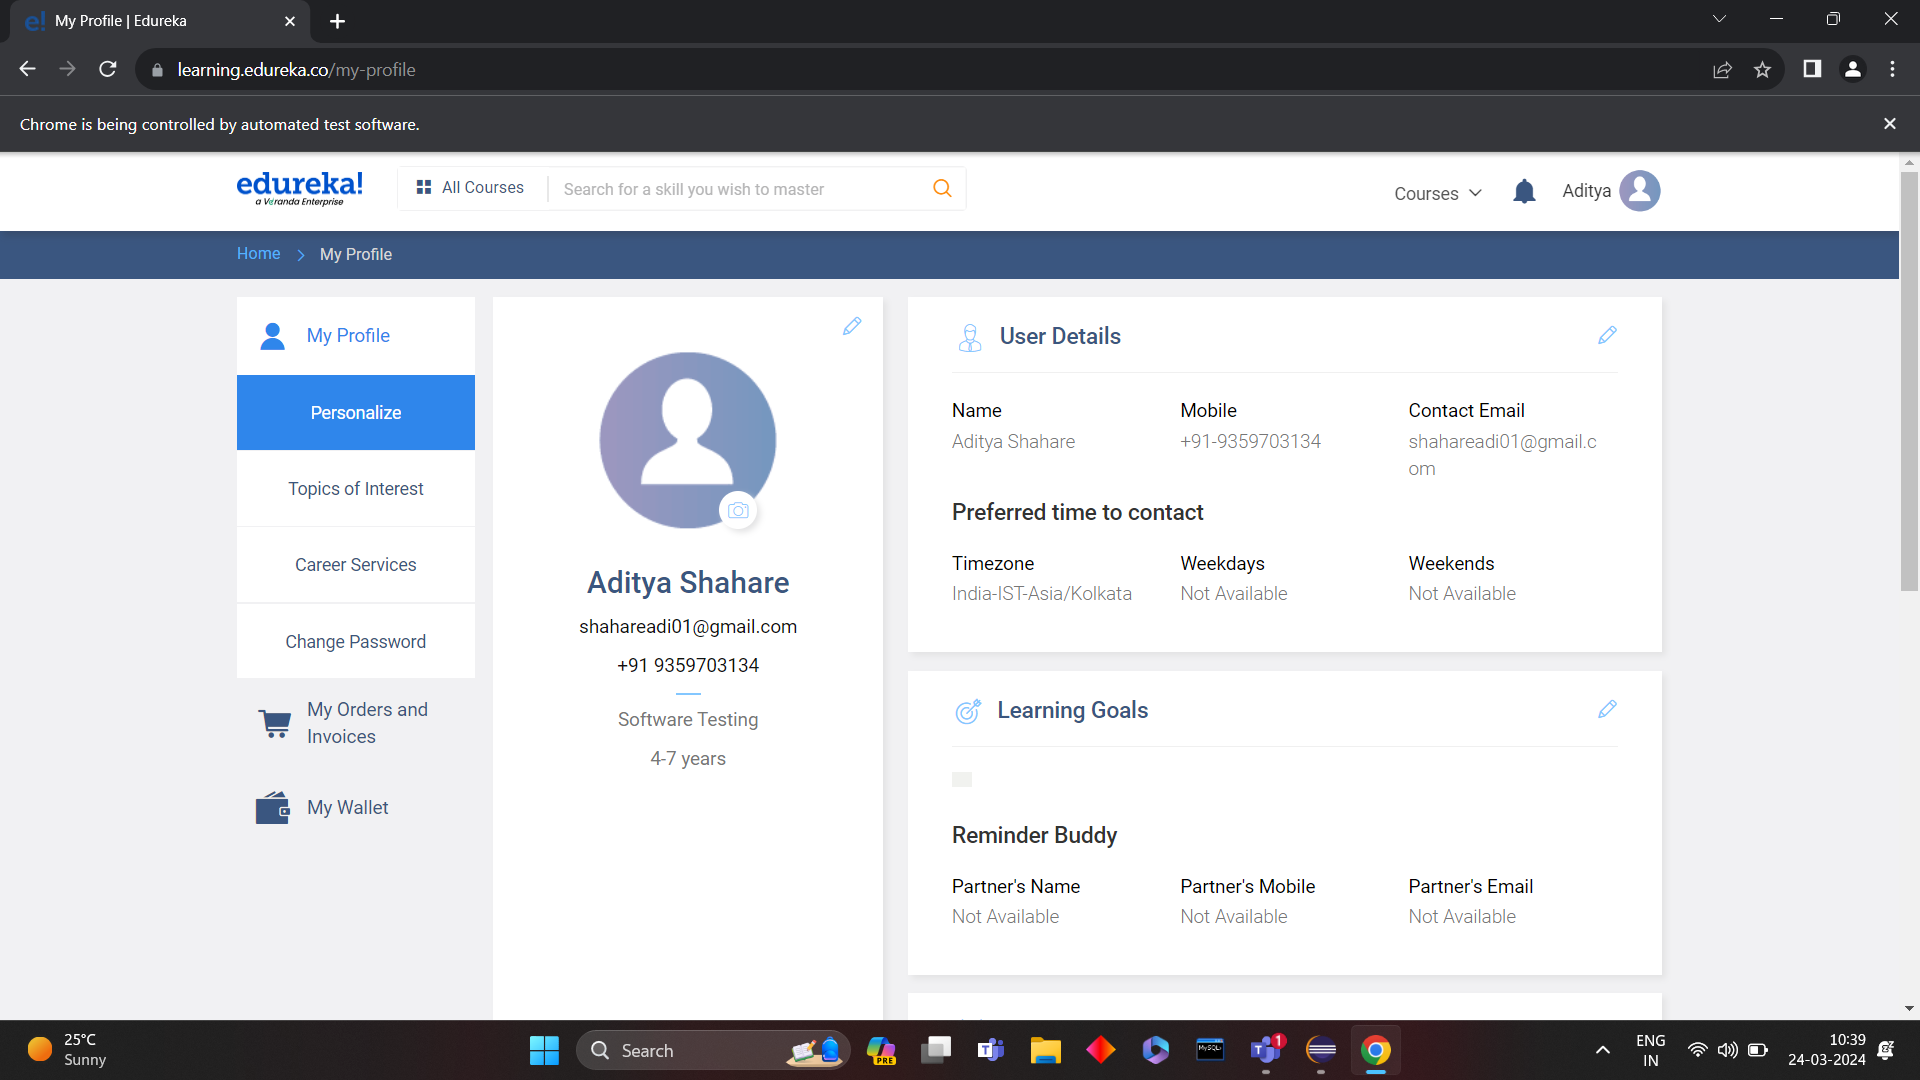 e! My Profile | Edureka
learning.edureka.co/my-profile
Chrome is being controlled by automated test software.
edureka!
a Veranda Enterprise
All Courses
Search for a skill you wish to master
Courses
Aditya
Home
My Profile
My Profile
Personalize
Topics of Interest
Career Services
Change Password
My Orders and
Invoices
My Wallet
Aditya Shahare
shahareadi01@gmail.com
+91 9359703134
Software Testing
4-7 years
User Details
Name Mobile Contact Email
Aditya Shahare +91-9359703134 shahareadi01@gmail.c
om
Preferred time to contact
Timezone Weekdays Weekends
India-IST-Asia/Kolkata Not Available Not Available
Learning Goals
Reminder Buddy
Partner's Name Partner's Mobile Partner's Email
Not Available Not Available Not Available
25°C
Sunny
Search
PRE
T
MySQL
T 1
ENG
IN
10:39
24-03-2024